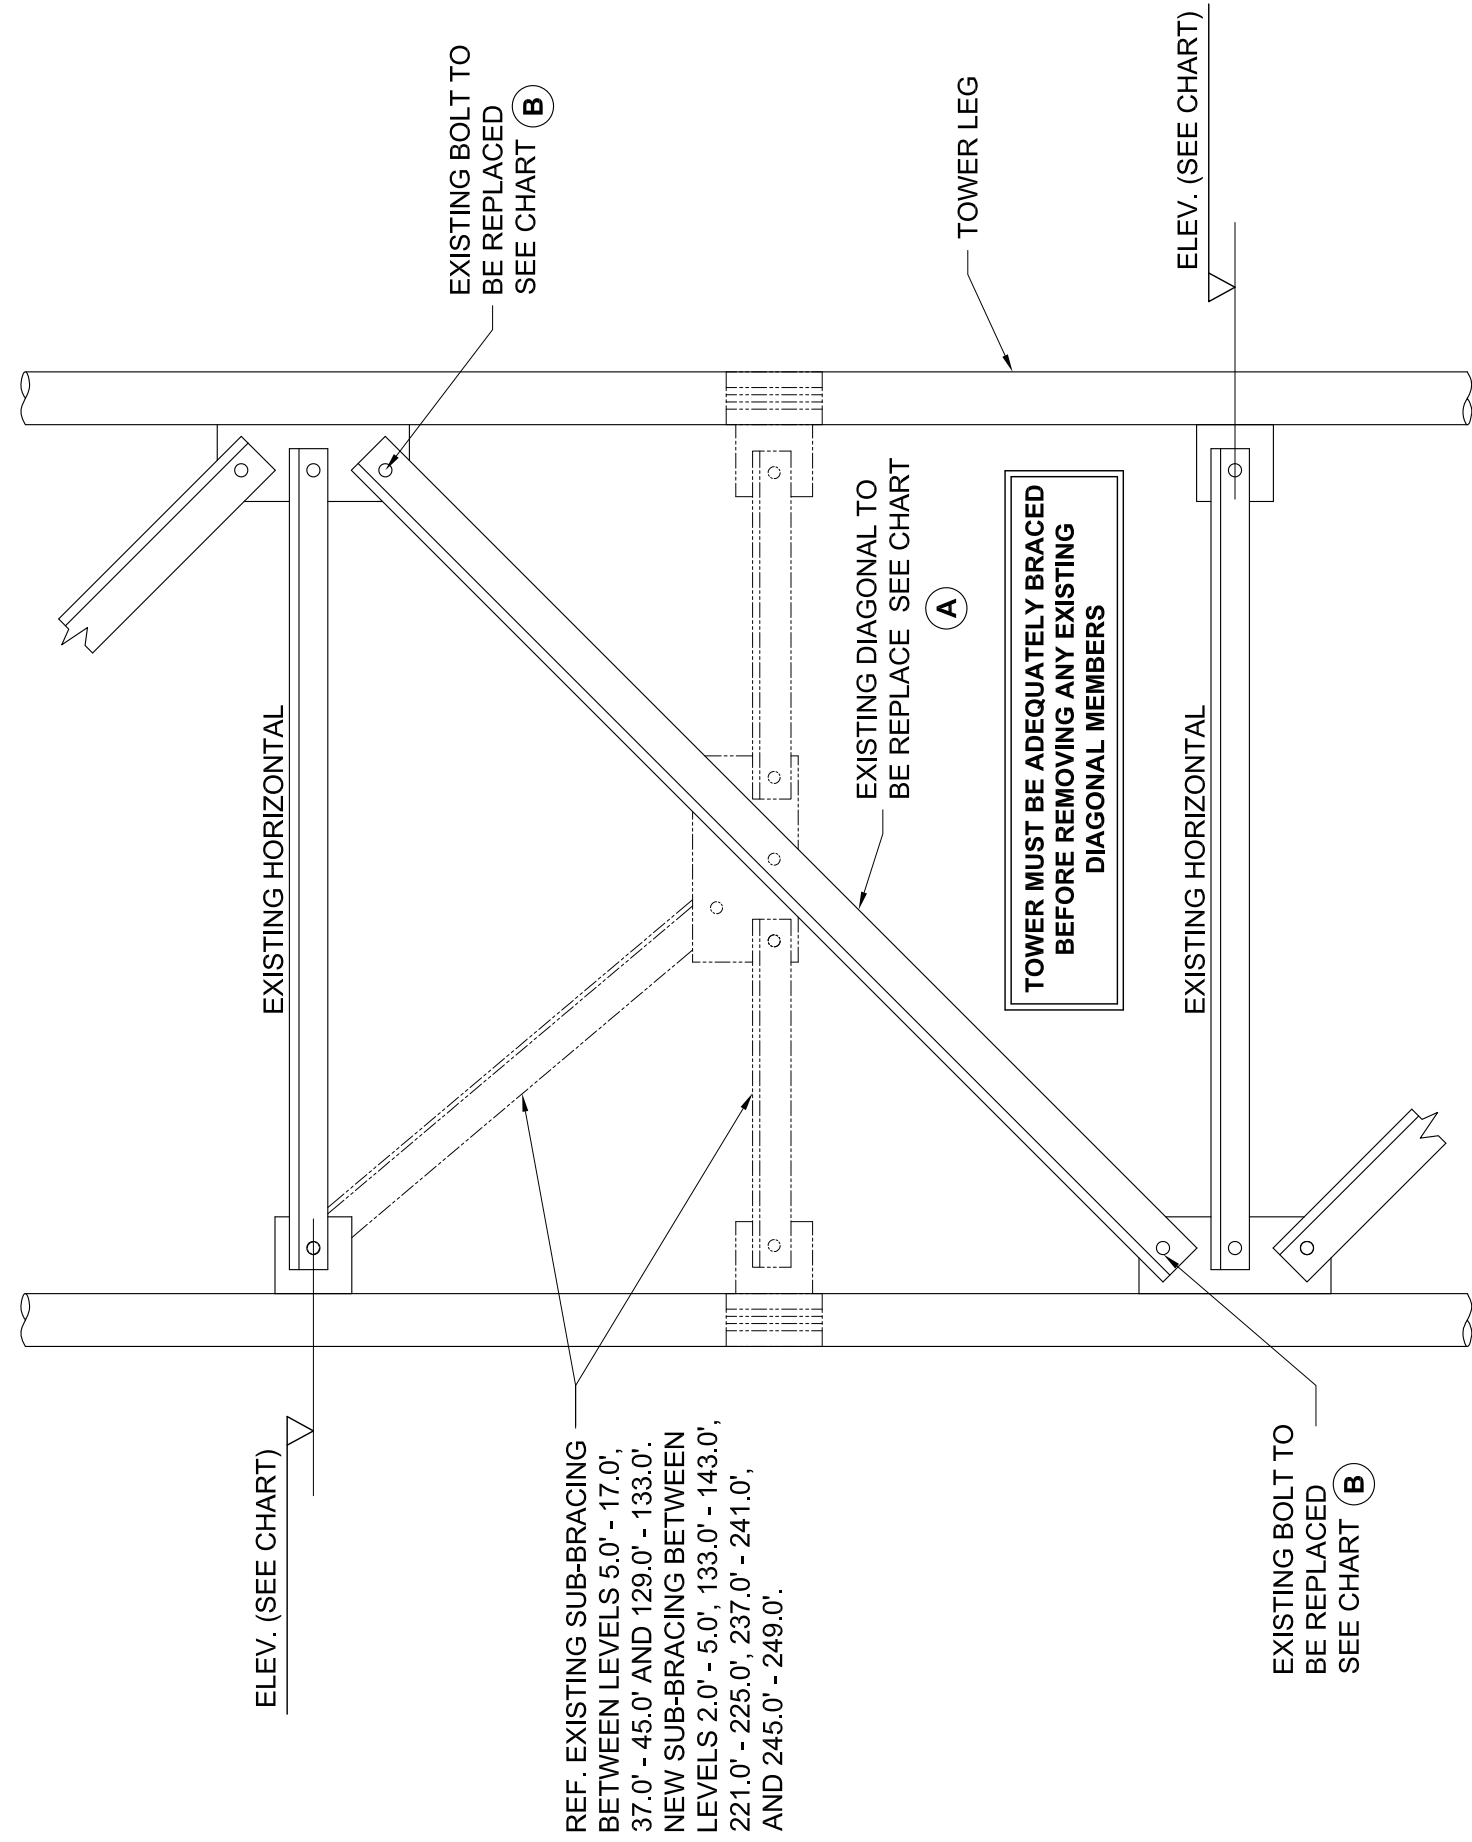 ELEV. (SEE CHART)
EXISTING HORIZONTAL
EXISTING BOLT TO
BE REPLACED
SEE CHART B
REF. EXISTING SUB-BRACING
BETWEEN LEVELS 5.0' - 17.0',
37.0' - 45.0' AND 129.0' - 133.0'.
NEW SUB-BRACING BETWEEN
LEVELS 2.0' - 5.0', 133.0' - 143.0',
221.0' - 225.0', 237.0' - 241.0',
AND 245.0' - 249.0'.
EXISTING DIAGONAL TO
BE REPLACE SEE CHART
A
TOWER LEG
TOWER MUST BE ADEQUATELY BRACED
BEFORE REMOVING ANY EXISTING
DIAGONAL MEMBERS
EXISTING HORIZONTAL
ELEV. (SEE CHART)
EXISTING BOLT TO
BE REPLACED
SEE CHART B